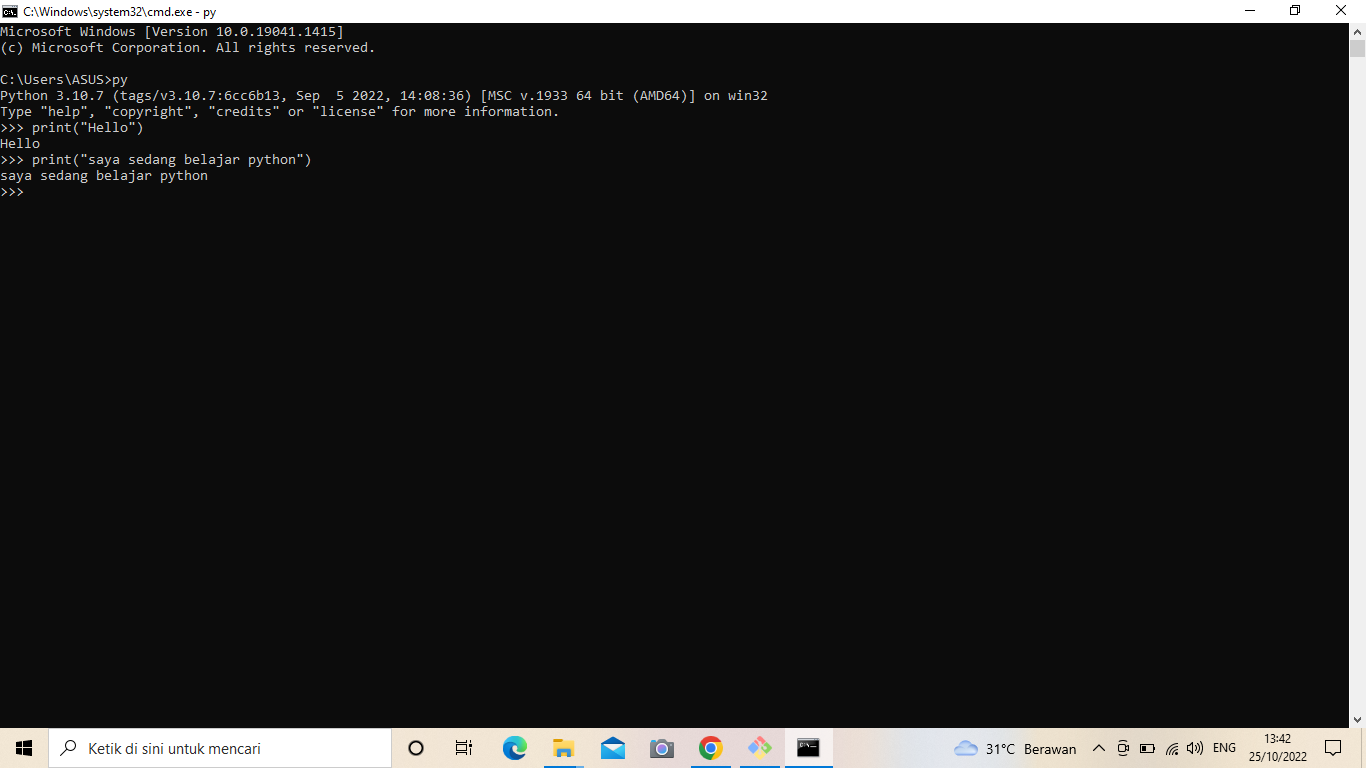 C:\Windows\system32\cmd.exe - py
Microsoft Windows [Version 10.0.19041.1415]
(c) Microsoft Corporation. All rights reserved.
C:\Users\ASUS>py
Python 3.10.7 (tags/v3.10.7:6cc6b13, Sep  5 2022, 14:08:36) [MSC v.1933 64 bit (AMD64)] on win32
Type "help", "copyright", "credits" or "license" for more information.
>>> print("Hello")
Hello
>>> print("saya sedang belajar python")
saya sedang belajar python
>>>
Ketik di sini untuk mencari
31°C Berawan
ENG
13:42
25/10/2022